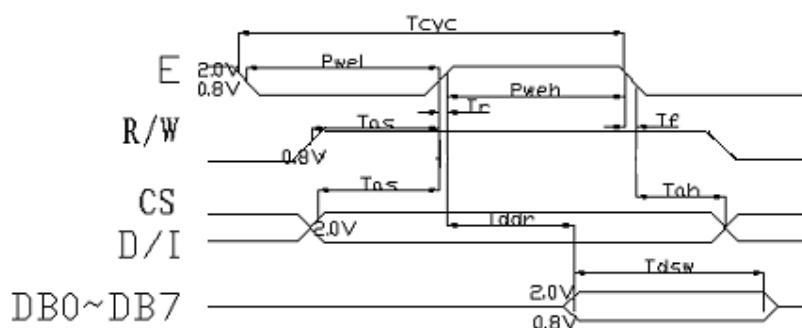 Tcyc
E
2.0V
0.8V
Pwel
Pweh
Tr
R/W
Tas
Tf
0.8V
CS
Tas
Tah
D/I
2.0V
Tddr
Tdsw
DB0~DB7
2.0V
0.8V